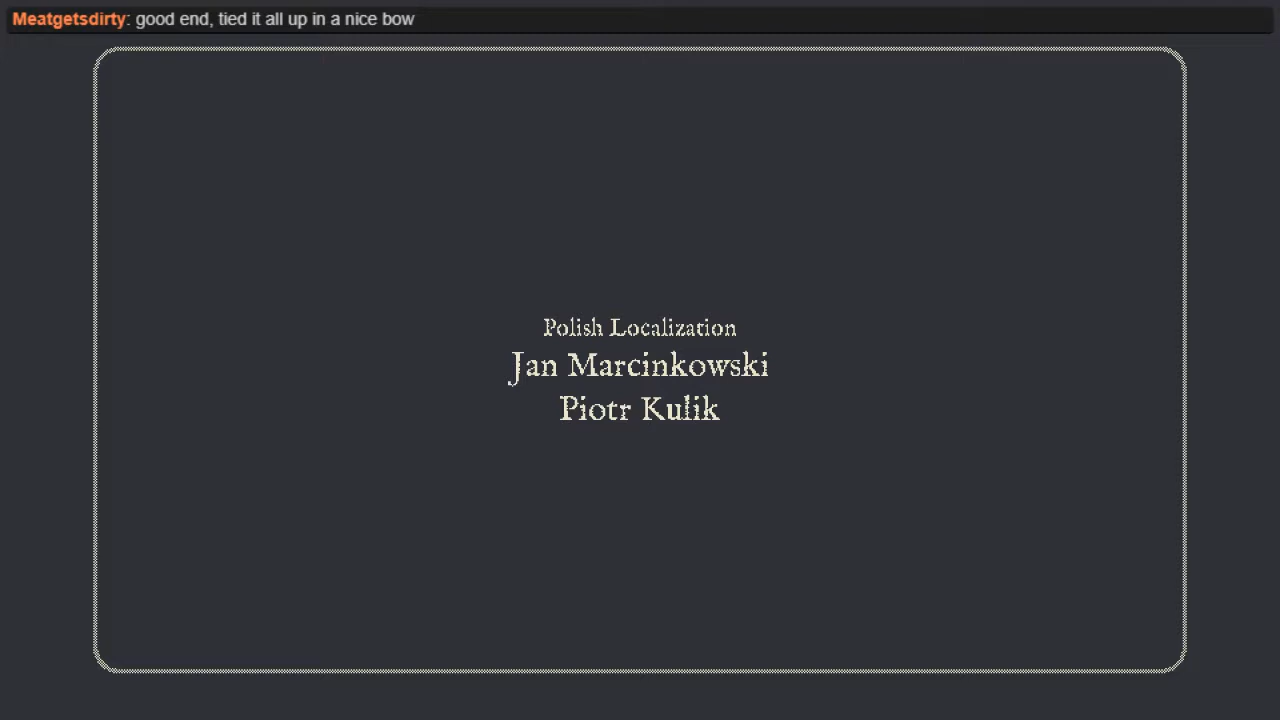 Meatgetsdirty: good end, tied it all up in a nice bow
Polish Localization
Jan Marcinkowski
Piotr Kulik